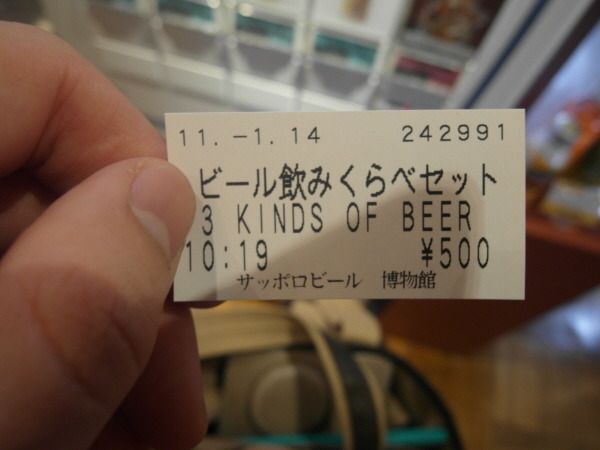 11.-1.14 242991
ビール飲みくらべセット
3 KINDS OF BEER
10:19 ¥500
サッポロビール 博物館